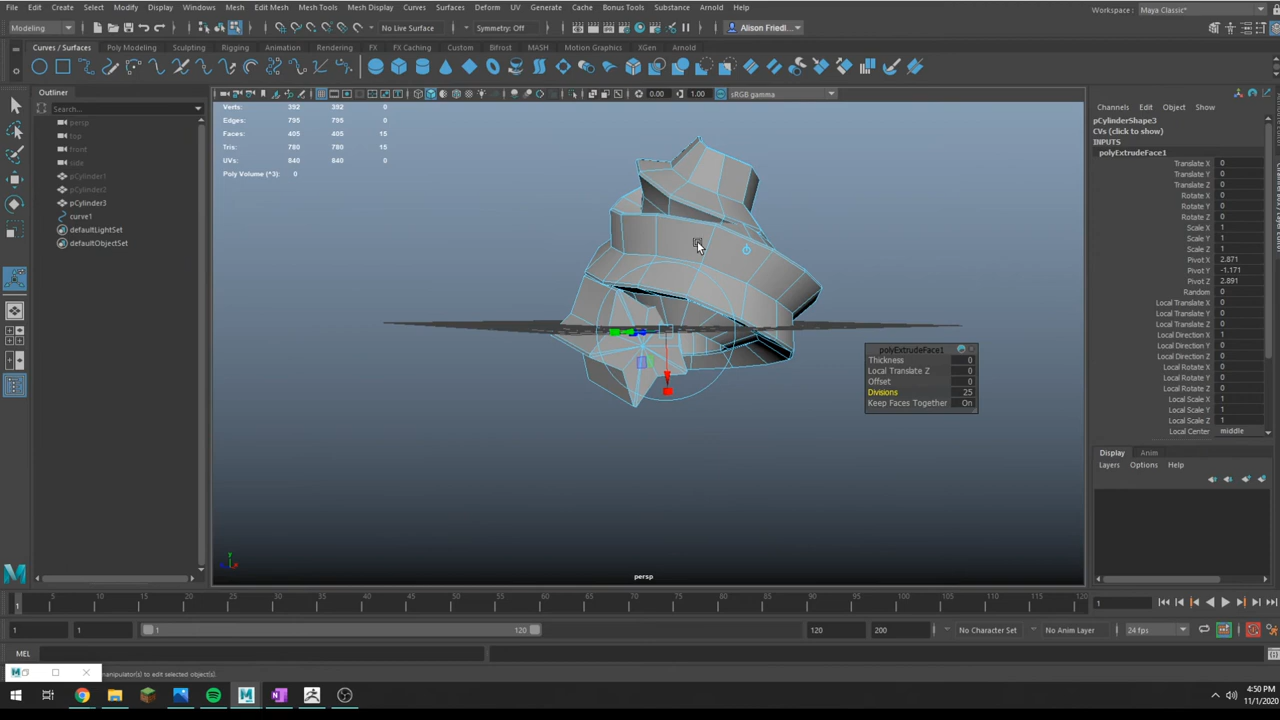 File Edit Create Select Modify Display Windows Mesh Edit Mesh Mesh Tools Mesh Display Curves Surfaces Deform UV Generate Cache Bonus Tools Substance Arnold Help
Workspace : Maya Classic*
Modeling No Live Surface Symmetry: Off Alison Friedl...
Curves / Surfaces Poly Modeling Sculpting Rigging Animation Rendering FX FX Caching Custom Bifrost MASH Motion Graphics XGen Arnold
Outliner
Search...
persp
top
front
side
pCylinder1
pCylinder2
pCylinder3
curve1
defaultLightSet
defaultObjectSet
0.00 1.00 sRGB gamma
Verts: 392 392 0
Edges: 795 795 0
Faces: 405 405 15
Tris: 780 780 15
UVs: 840 840 0
Poly Volume (^3): 0
polyExtrudeFace1
Thickness 0
Local Translate Z 0
Offset 0
Divisions 25
Keep Faces Together On
y
persp
Channels Edit Object Show
pCylinderShape3
CVs (click to show)
INPUTS
polyExtrudeFace1
Translate X 0
Translate Y 0
Translate Z 0
Rotate X 0
Rotate Y 0
Rotate Z 0
Scale X 1
Scale Y 1
Scale Z 1
Pivot X 2.871
Pivot Y -1.171
Pivot Z 2.891
Random 0
Local Translate X 0
Local Translate Y 0
Local Translate Z 0
Local Direction X 1
Local Direction Y 0
Local Direction Z 0
Local Rotate X 0
Local Rotate Y 0
Local Rotate Z 0
Local Scale X 1
Local Scale Y 1
Local Scale Z 1
Local Center middle
Display Anim
Layers Options Help
1 5 10 15 20 25 30 35 40 45 50 55 60 65 70 75 80 85 90 95 100 105 110 115 120
1
1 1 1 120 120 200 No Character Set No Anim Layer 24 fps
MEL
manipulator(s) to edit selected object(s).
4:50 PM
11/1/2020